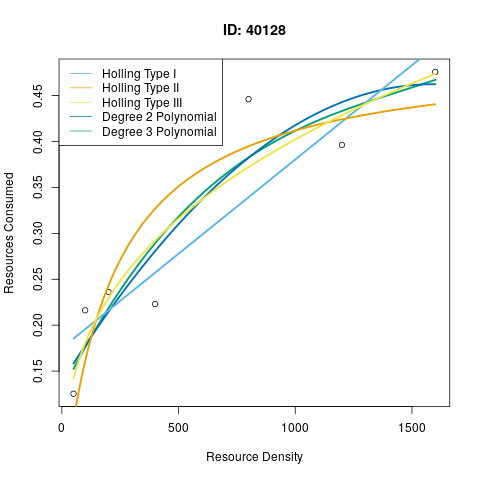 ID: 40128
Holling Type I
Holling Type II
Holling Type III
Degree 2 Polynomial
Degree 3 Polynomial
Resources Consumed
0.45
0.40
0.35
0.30
0.25
0.20
0.15
0 500 1000 1500
Resource Density